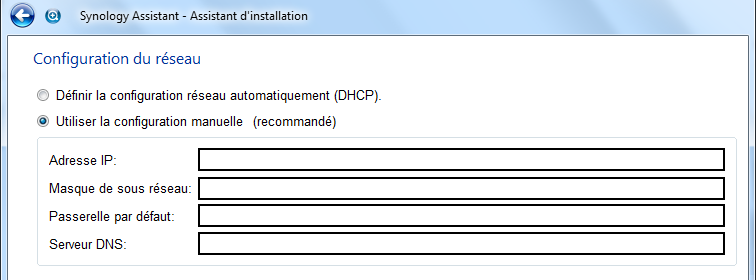 Synology Assistant - Assistant d'installation
Configuration du réseau
Définir la configuration réseau automatiquement (DHCP).
Utiliser la configuration manuelle (recommandé)
Adresse IP:
Masque de sous réseau:
Passerelle par défaut:
Serveur DNS: